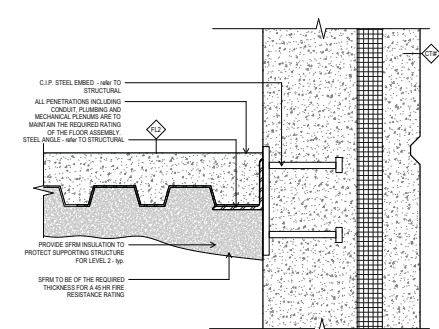 C.I.P. STEEL EMBED - refer TO
STRUCTURAL
ALL PENETRATIONS INCLUDING
CONDUIT, PLUMBING AND
MECHANICAL PLENUMS ARE TO
MAINTAIN THE REQUIRED RATING
OF THE FLOOR ASSEMBLY.
STEEL ANGLE - refer TO STRUCTURAL
FL2
CT#
PROVIDE SFRM INSULATION TO
PROTECT SUPPORTING STRUCTURE
FOR LEVEL 2 - typ.
SFRM TO BE OF THE REQUIRED
THICKNESS FOR A 45 HR FIRE
RESISTANCE RATING